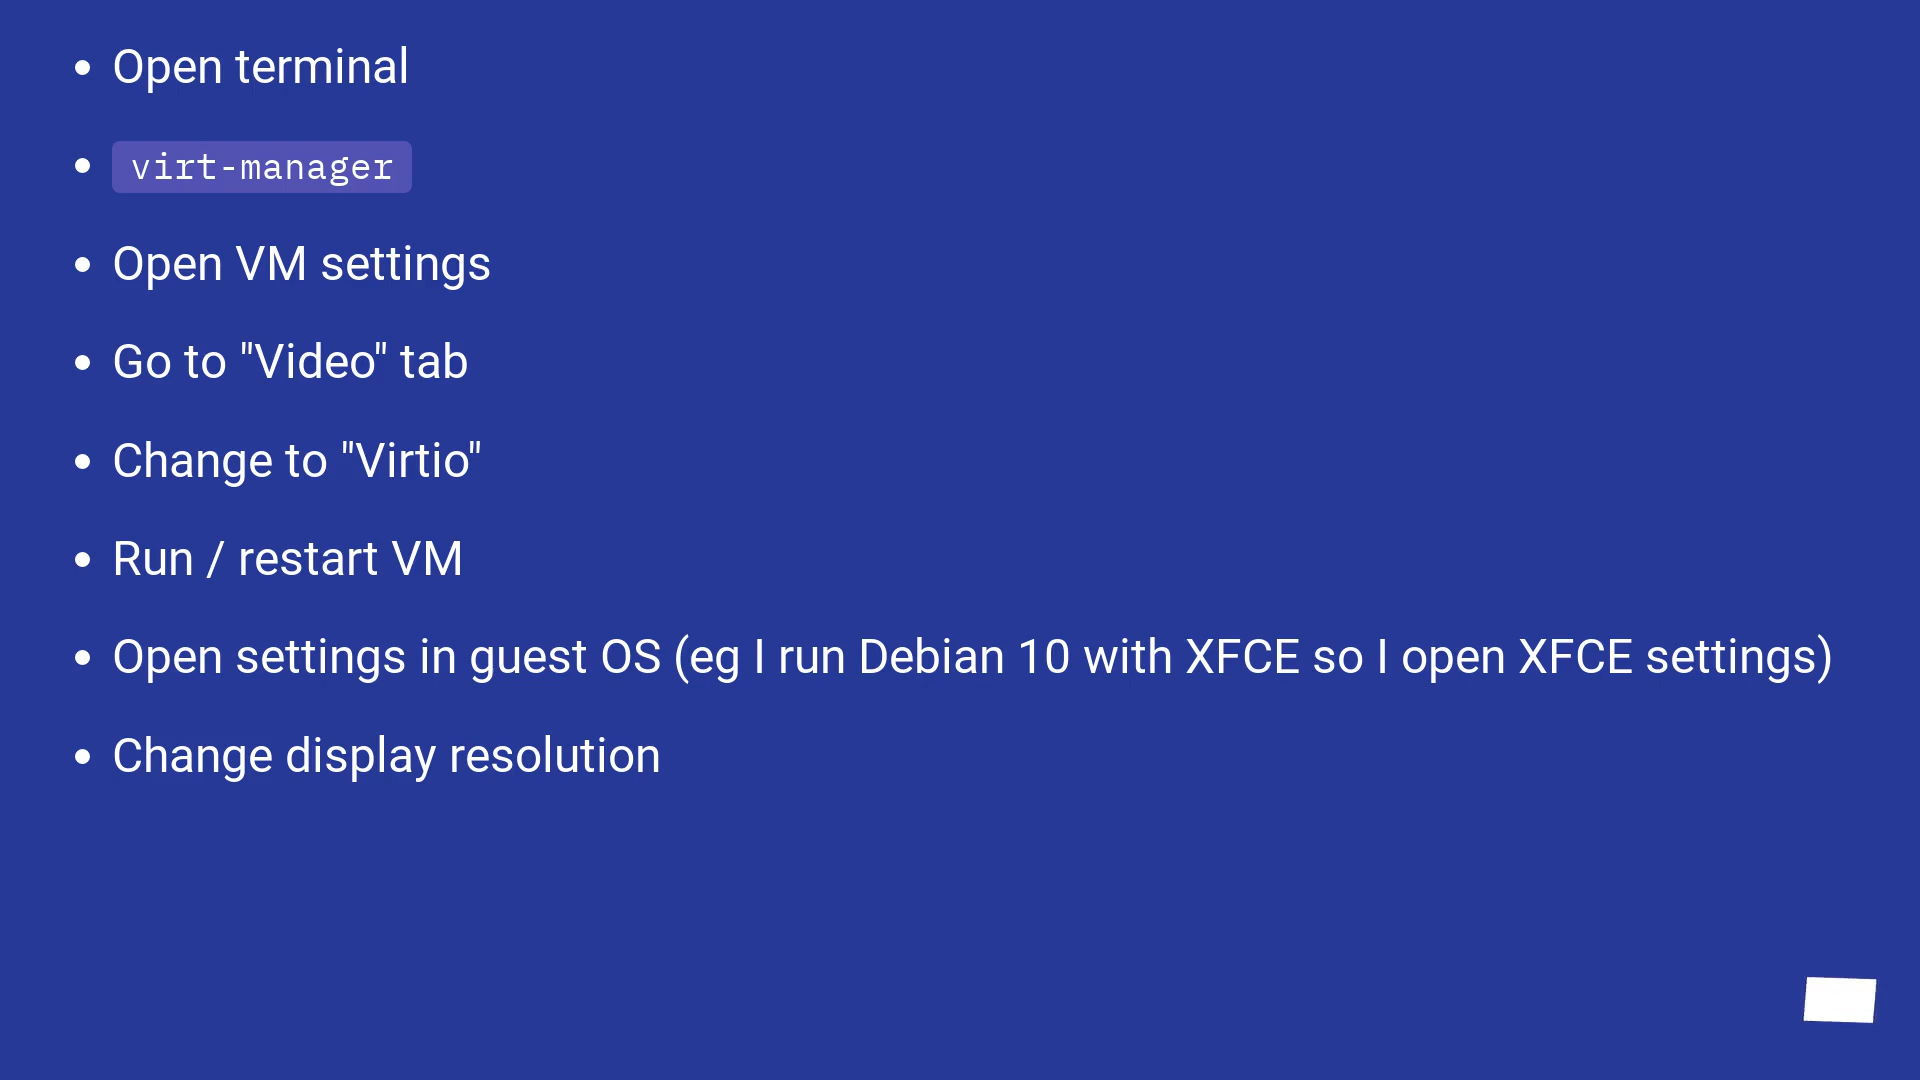 Open terminal
virt-manager
Open VM settings
Go to "Video" tab
Change to "Virtio"
Run / restart VM
Open settings in guest OS (eg I run Debian 10 with XFCE so I open XFCE settings)
Change display resolution